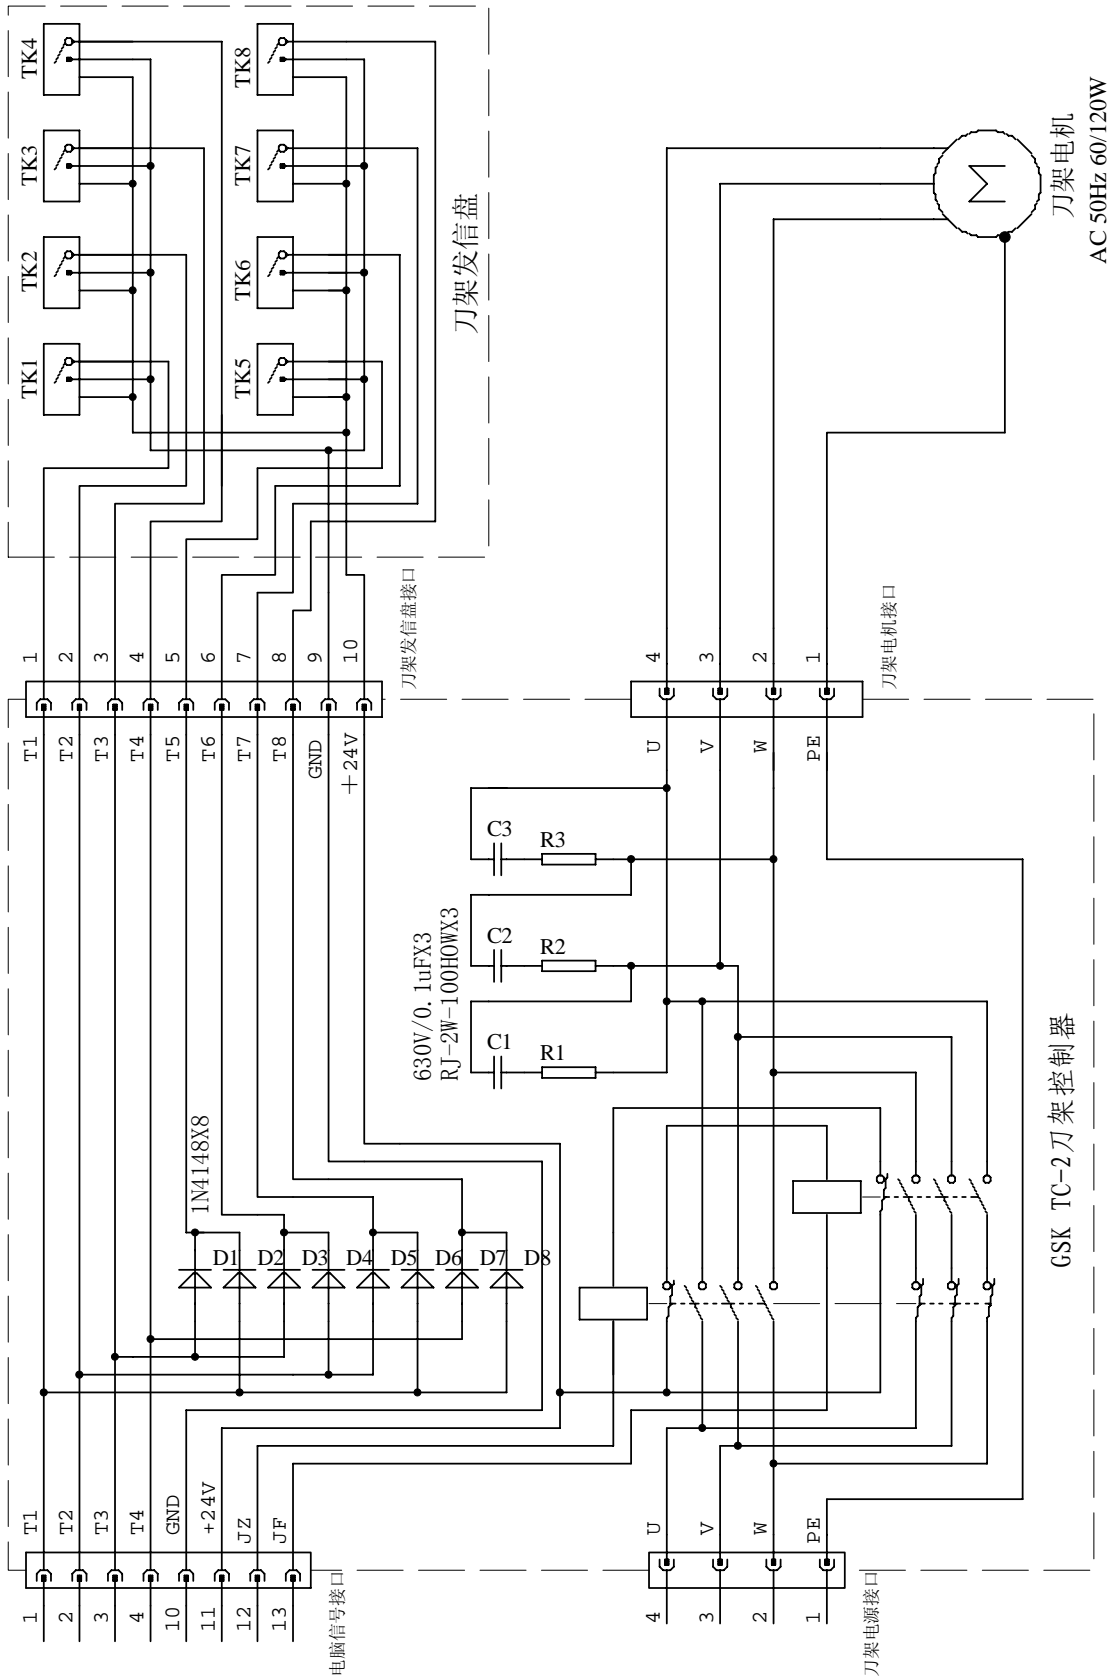 电脑信号接口
1
2
3
4
10
11
12
13
T1
T2
T3
T4
GND
+24V
JZ
JF
D1
D2
D3
D4
D5
D6
D7
D8
1N4148X8
T1
T2
T3
T4
T5
T6
T7
T8
GND
+24V
1
2
3
4
5
6
7
8
9
10
刀架发信盘接口
TK1
TK2
TK3
TK4
TK5
TK6
TK7
TK8
刀架发信盘
630V/0.1uFX3
RJ-2W-100HOWX3
C1
C2
C3
R1
R2
R3
4
3
2
1
刀架电源接口
U
V
W
PE
U
V
W
PE
4
3
2
1
刀架电机接口
M
刀架电机
AC 50Hz 60/120W
GSK TC-2刀架控制器